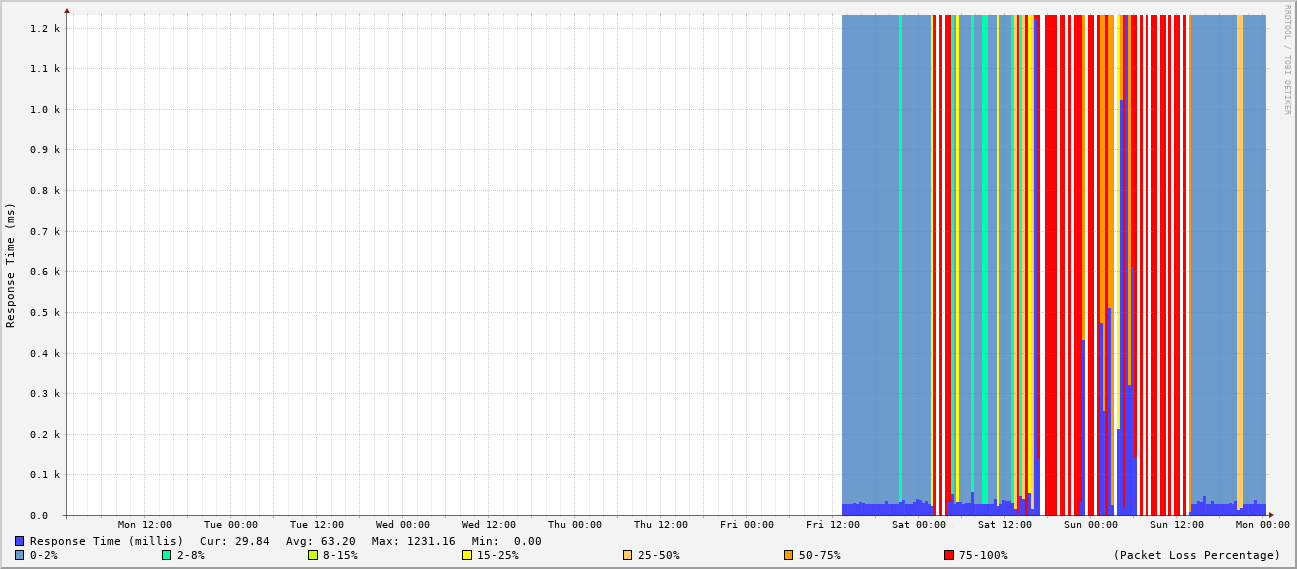 RRDTOOL / TOBI OETIKER
Response Time (ms)
1.2 k
1.1 k
1.0 k
0.9 k
0.8 k
0.7 k
0.6 k
0.5 k
0.4 k
0.3 k
0.2 k
0.1 k
0.0
Mon 12:00 Tue 00:00 Tue 12:00 Wed 00:00 Wed 12:00 Thu 00:00 Thu 12:00 Fri 00:00 Fri 12:00 Sat 00:00 Sat 12:00 Sun 00:00 Sun 12:00 Mon 00:00
Response Time (millis) Cur: 29.84 Avg: 63.20 Max: 1231.16 Min: 0.00
0-2% 2-8% 8-15% 15-25% 25-50% 50-75% 75-100% (Packet Loss Percentage)